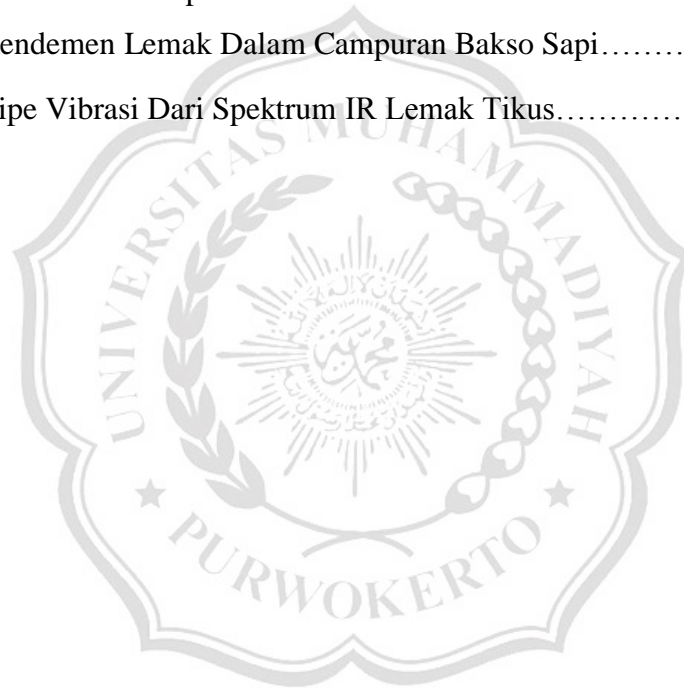 endemen Lemak Dalam Campuran Bakso Sapi………
ipe Vibrasi Dari Spektrum IR Lemak Tikus…………
UNIVERSITAS MUHAMMADIYAH
PURWOKERTO